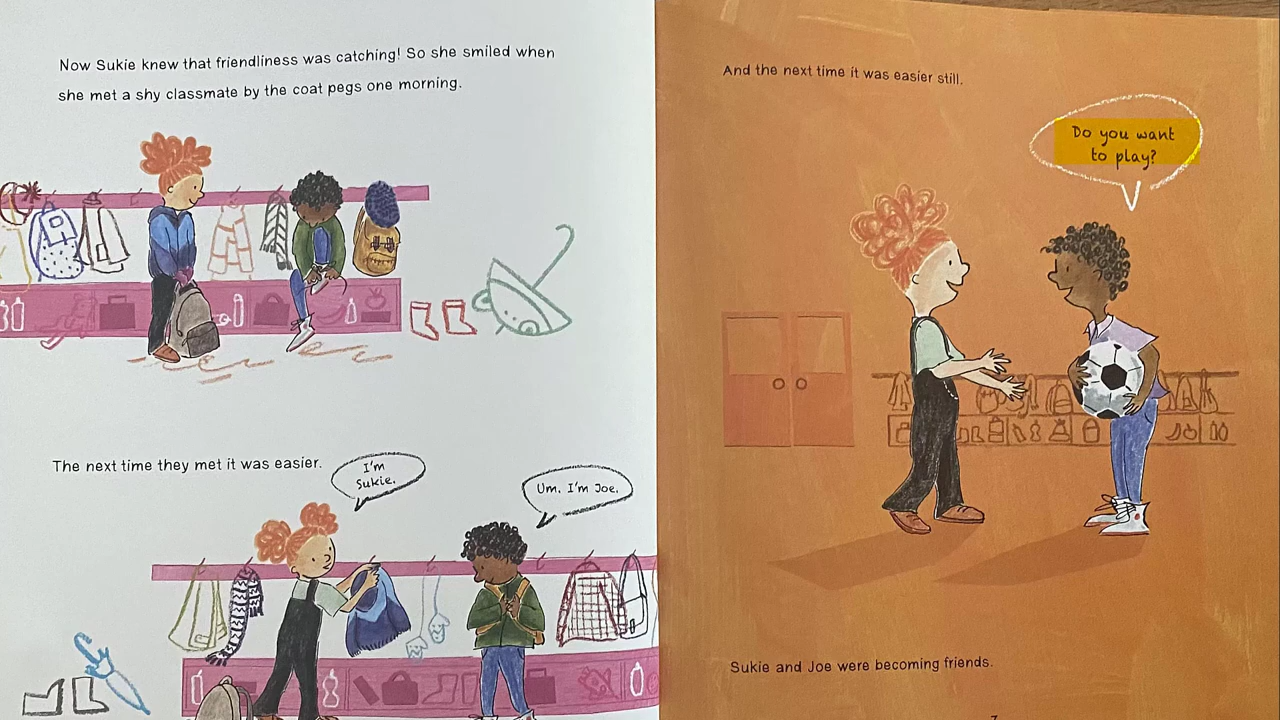 Now Sukie knew that friendliness was catching! So she smiled when
she met a shy classmate by the coat pegs one morning.
The next time they met it was easier.
I'm
Sukie.
Um. I'm Joe.
And the next time it was easier still.
Do you want
to play?
Sukie and Joe were becoming friends.